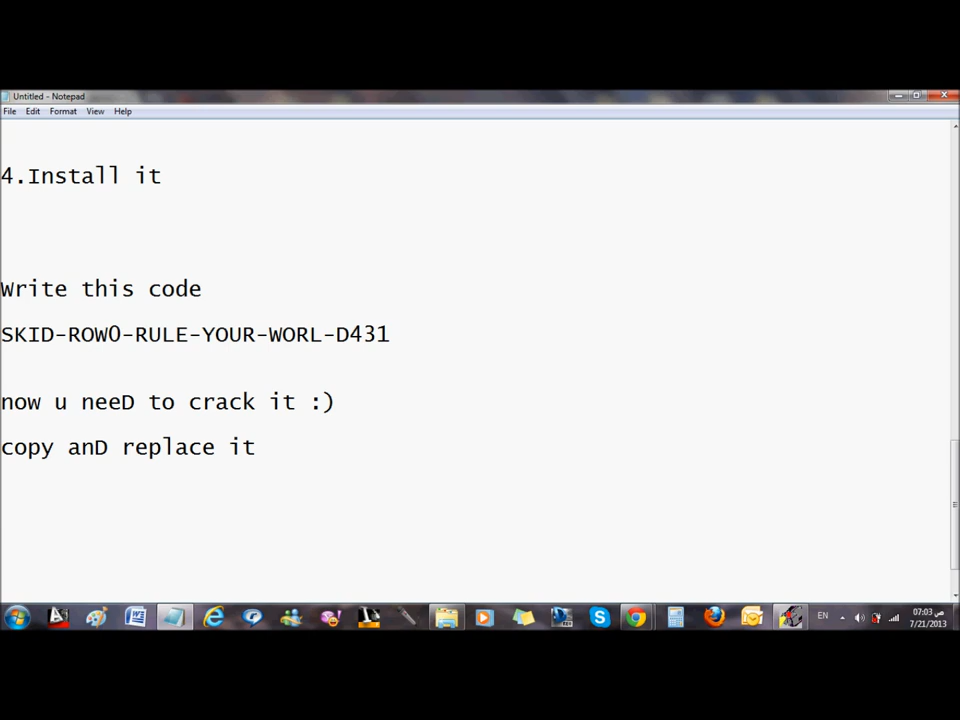 Untitled - Notepad
File Edit Format View Help
4.Install it
Write this code
SKID-ROW0-RULE-YOUR-WORL-D431
now u neeD to crack it :)
copy anD replace it
EN
07:03 ص
7/21/2013